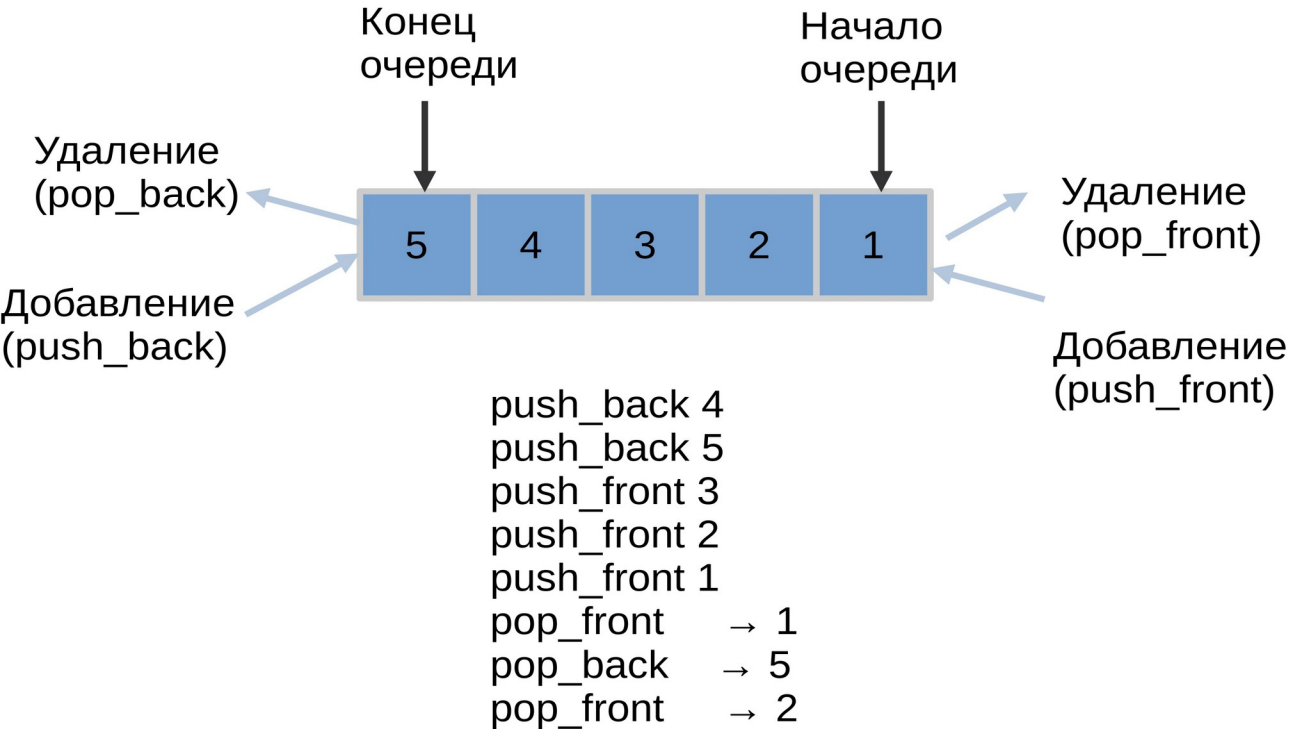 Конец
очереди
Начало
очереди
Удаление
(pop_back)
Удаление
(pop_front)
5 4 3 2 1
Добавление
(push_back)
Добавление
(push_front)
push_back 4
push_back 5
push_front 3
push_front 2
push_front 1
pop_front → 1
pop_back → 5
pop_front → 2